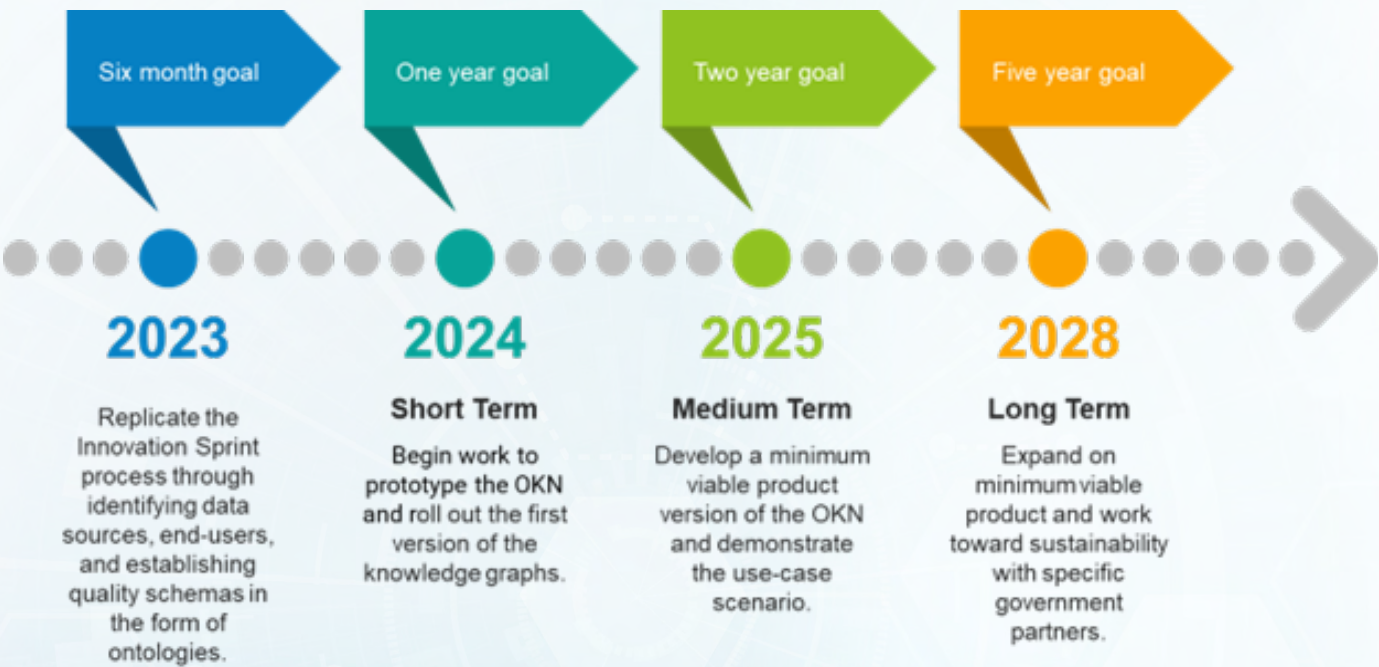 Six month goal
One year goal
Two year goal
Five year goal
2023
Replicate the
Innovation Sprint
process through
identifying data
sources, end-users,
and establishing
quality schemas in
the form of
ontologies.
2024
Short Term
Begin work to
prototype the OKN
and roll out the first
version of the
knowledge graphs.
2025
Medium Term
Develop a minimum
viable product
version of the OKN
and demonstrate
the use-case
scenario.
2028
Long Term
Expand on
minimum viable
product and work
toward sustainability
with specific
government
partners.